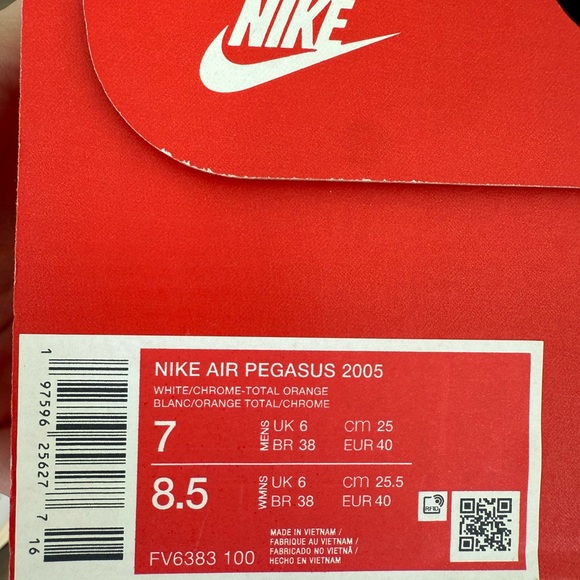 NIKE
NIKE AIR PEGASUS 2005
WHITE/CHROME-TOTAL ORANGE
BLANC/ORANGE TOTAL/CHROME
7 MENS UK 6 cm 25
BR 38 EUR 40
8.5 WMNS UK 6 cm 25.5
BR 38 EUR 40
RFID
MADE IN VIETNAM /
FABRIQUE AU VIETNAM /
FABRICADO NO VIETNÃ /
HECHO EN VIETNAM
FV6383 100
1 97596 25627 7
16